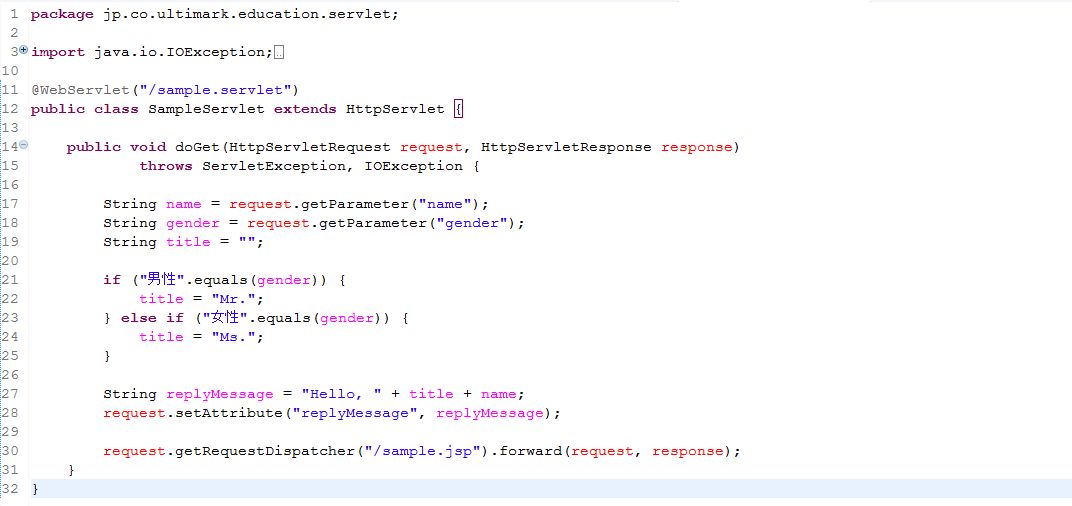 1 package jp.co.ultimark.education.servlet;
2
3 import java.io.IOException;
10
11 @WebServlet("/sample.servlet")
12 public class SampleServlet extends HttpServlet {
13
14 public void doGet(HttpServletRequest request, HttpServletResponse response)
15 throws ServletException, IOException {
16
17 String name = request.getParameter("name");
18 String gender = request.getParameter("gender");
19 String title = "";
20
21 if ("男性".equals(gender)) {
22 title = "Mr.";
23 } else if ("女性".equals(gender)) {
24 title = "Ms.";
25 }
26
27 String replyMessage = "Hello, " + title + name;
28 request.setAttribute("replyMessage", replyMessage);
29
30 request.getRequestDispatcher("/sample.jsp").forward(request, response);
31 }
32 }